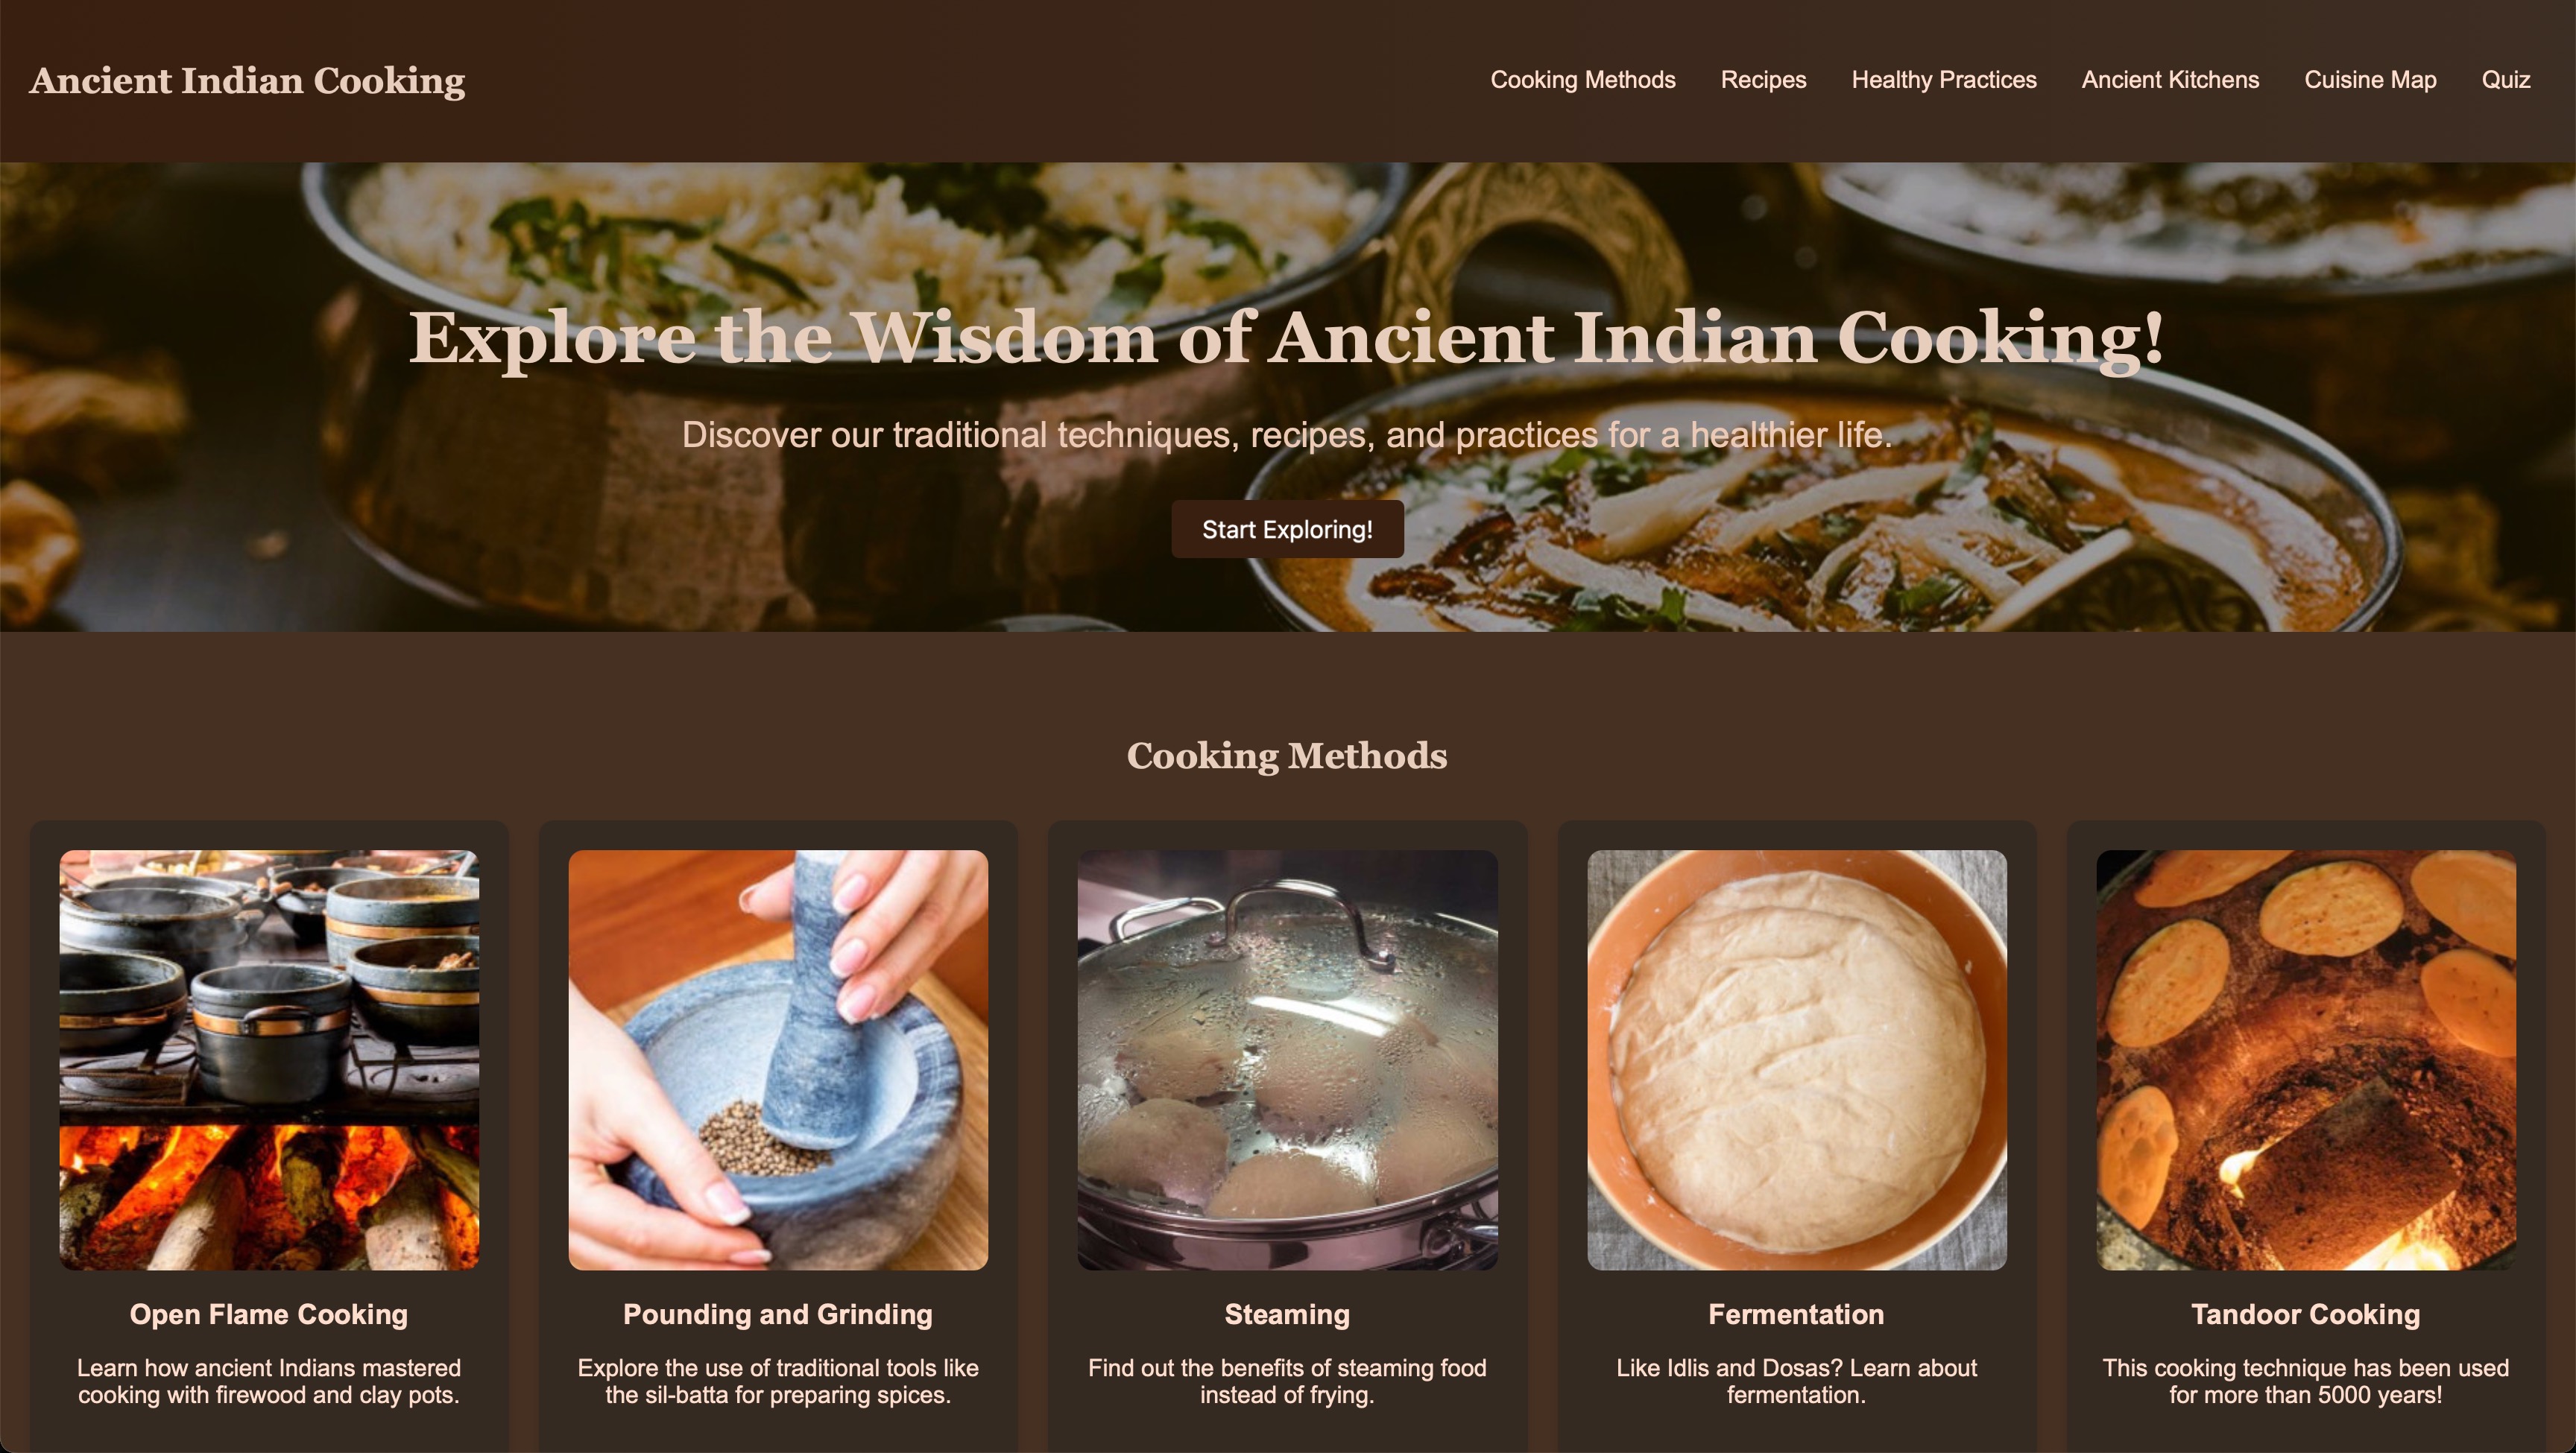 Ancient Indian Cooking
Cooking Methods
Recipes
Healthy Practices
Ancient Kitchens
Cuisine Map
Quiz
Explore the Wisdom of Ancient Indian Cooking!
Discover our traditional techniques, recipes, and practices for a healthier life.
Start Exploring!
Cooking Methods
Open Flame Cooking
Learn how ancient Indians mastered
cooking with firewood and clay pots.
Pounding and Grinding
Explore the use of traditional tools like
the sil-batta for preparing spices.
Steaming
Find out the benefits of steaming food
instead of frying.
Fermentation
Like Idlis and Dosas? Learn about
fermentation.
Tandoor Cooking
This cooking technique has been used
for more than 5000 years!